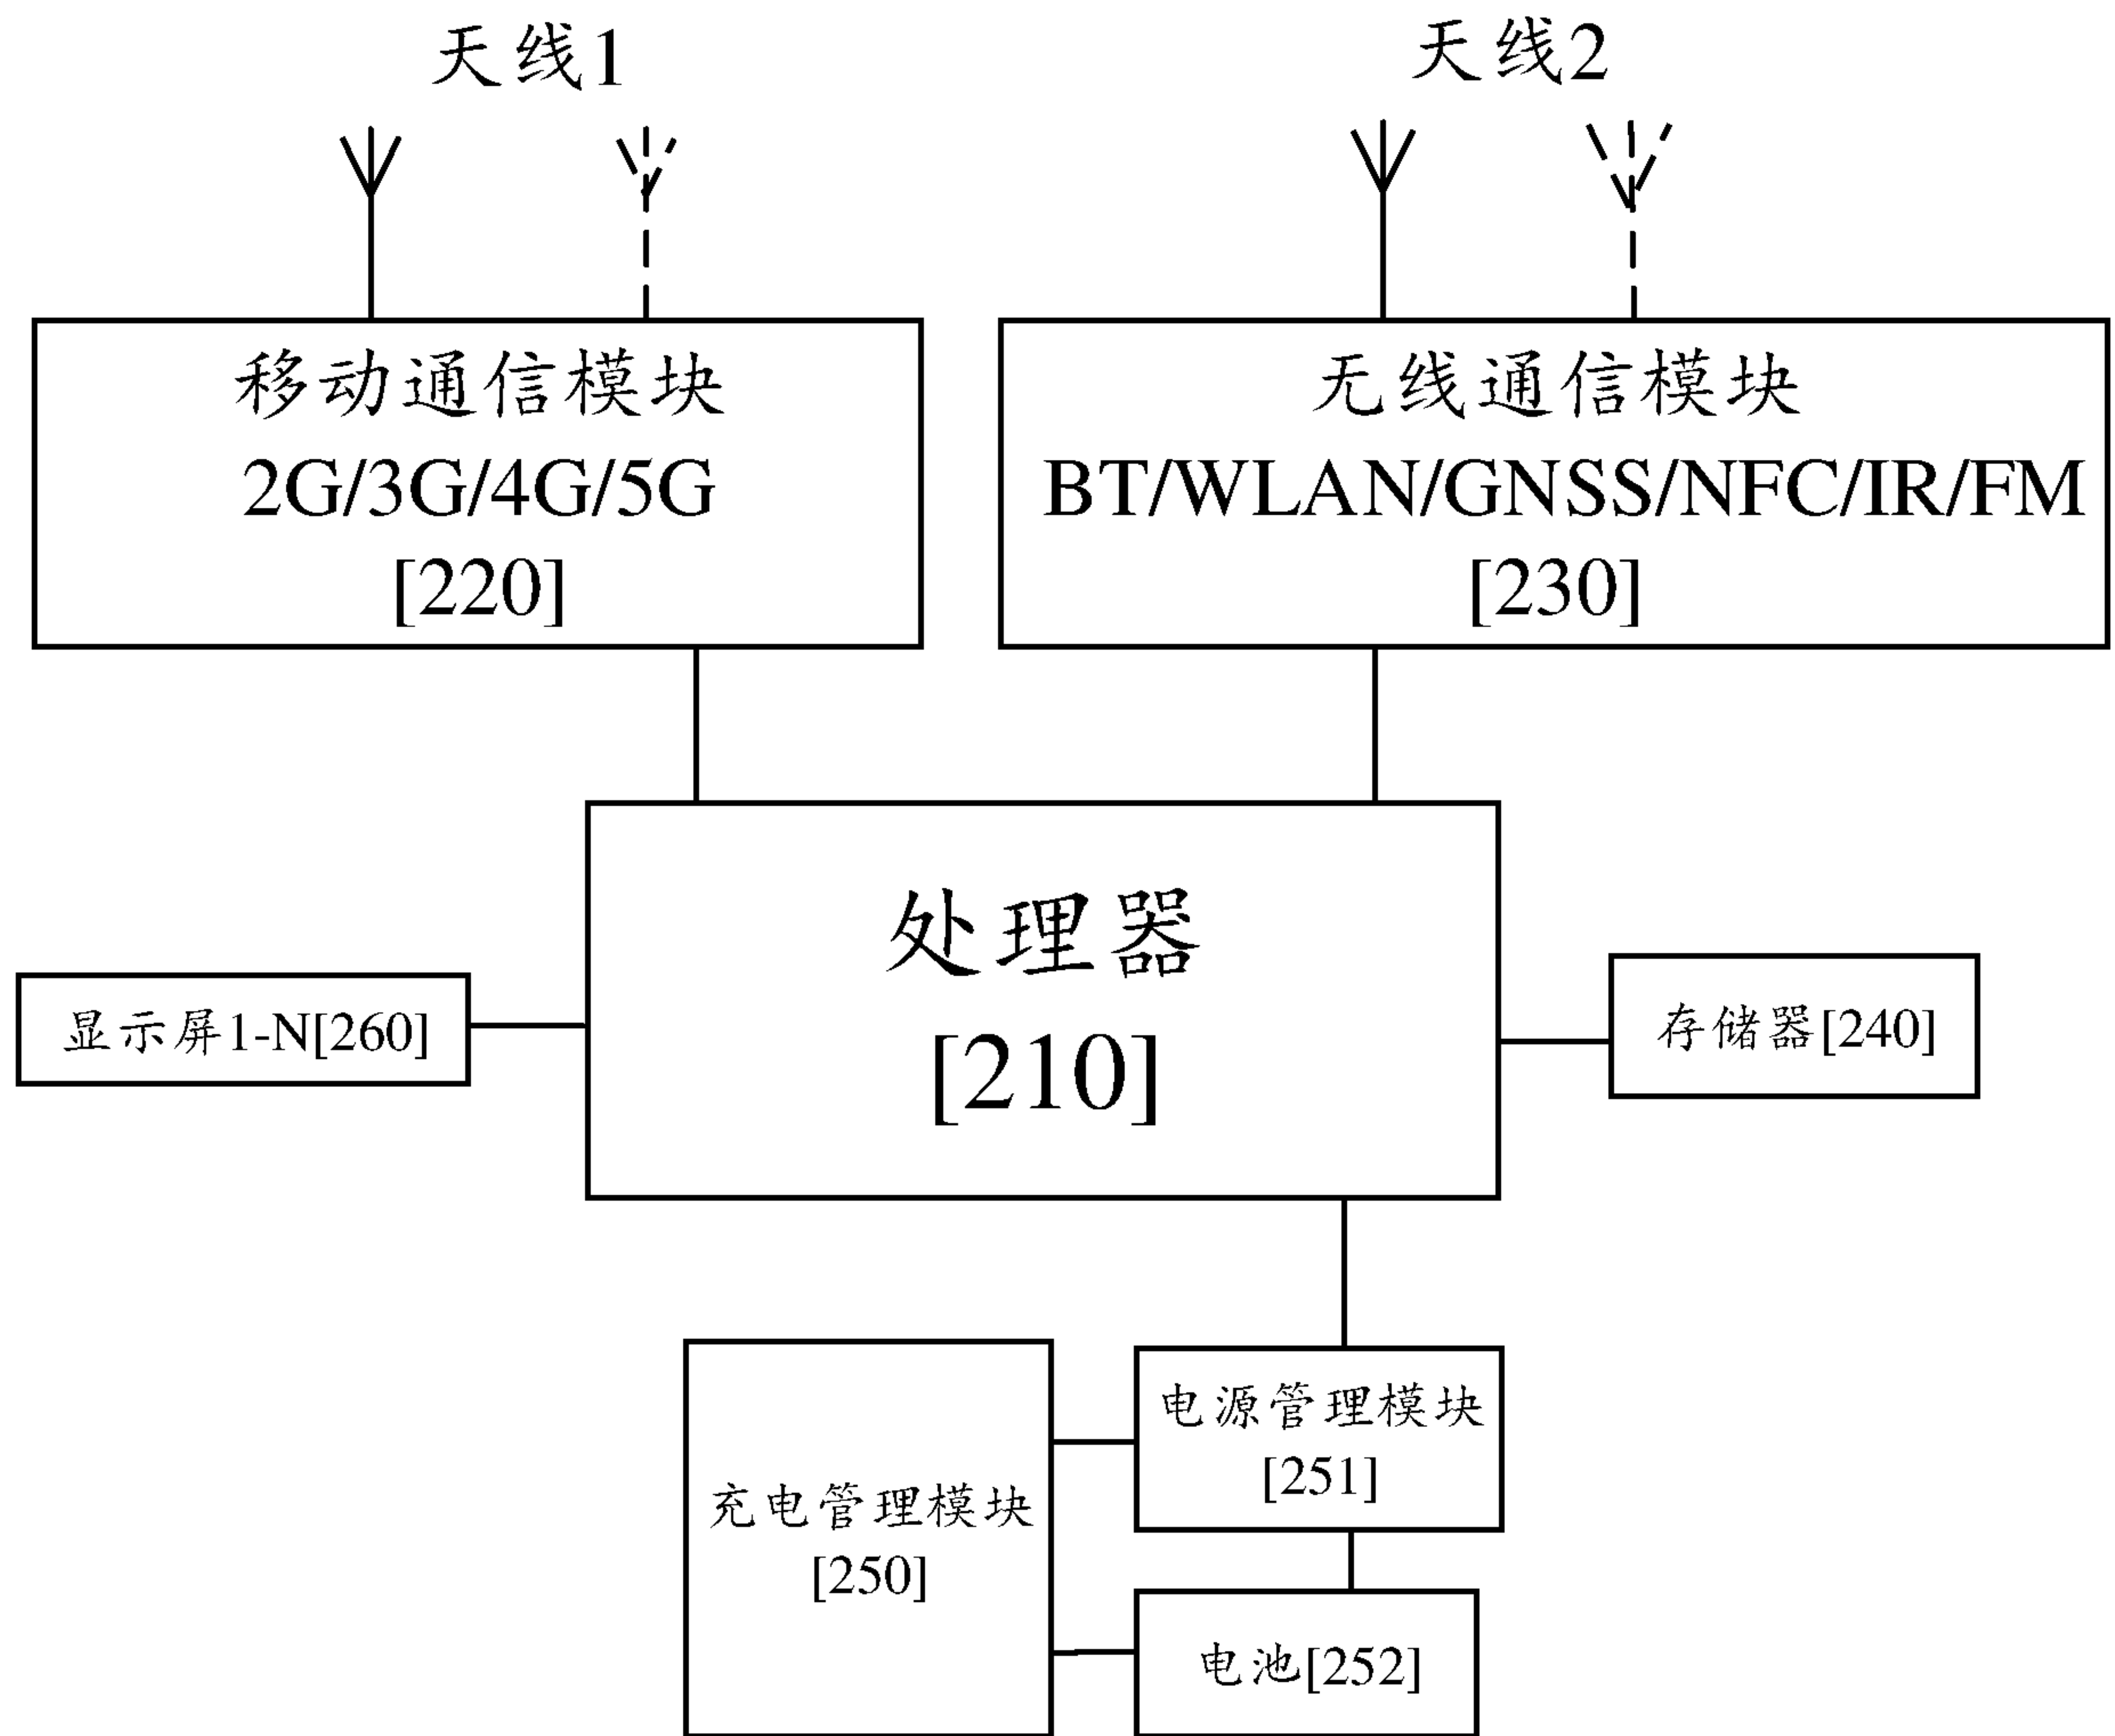 天线1
天线2
移动通信模块
2G/3G/4G/5G
[220]
无线通信模块
BT/WLAN/GNSS/NFC/IR/FM
[230]
处理器
[210]
显示屏1-N[260]
存储器[240]
充电管理模块
[250]
电源管理模块
[251]
电池[252]